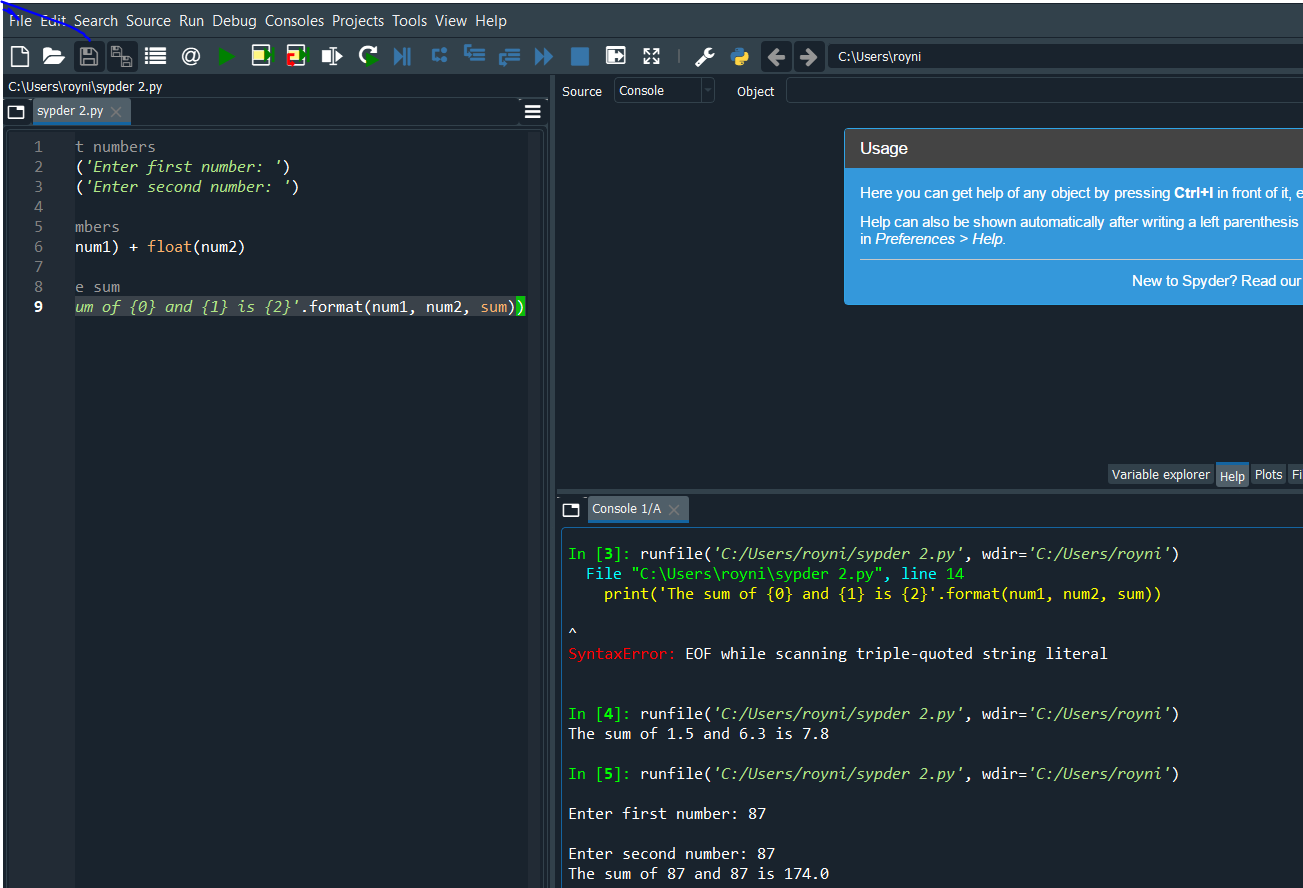 File Edit Search Source Run Debug Consoles Projects Tools View Help
@ C:\Users\royni
C:\Users\royni\sypder 2.py
sypder 2.py
1 t numbers
2 ('Enter first number: ')
3 ('Enter second number: ')
4
5 mbers
6 num1) + float(num2)
7
8 e sum
9 um of {0} and {1} is {2}'.format(num1, num2, sum))
Source Console Object
Usage
Here you can get help of any object by pressing Ctrl+I in front of it, e
Help can also be shown automatically after writing a left parenthesis
in Preferences > Help.
New to Spyder? Read our
Variable explorer Help Plots Fi
Console 1/A
In [3]: runfile('C:/Users/royni/sypder 2.py', wdir='C:/Users/royni')
File "C:\Users\royni\sypder 2.py", line 14
print('The sum of {0} and {1} is {2}'.format(num1, num2, sum))
^
SyntaxError: EOF while scanning triple-quoted string literal
In [4]: runfile('C:/Users/royni/sypder 2.py', wdir='C:/Users/royni')
The sum of 1.5 and 6.3 is 7.8
In [5]: runfile('C:/Users/royni/sypder 2.py', wdir='C:/Users/royni')
Enter first number: 87
Enter second number: 87
The sum of 87 and 87 is 174.0